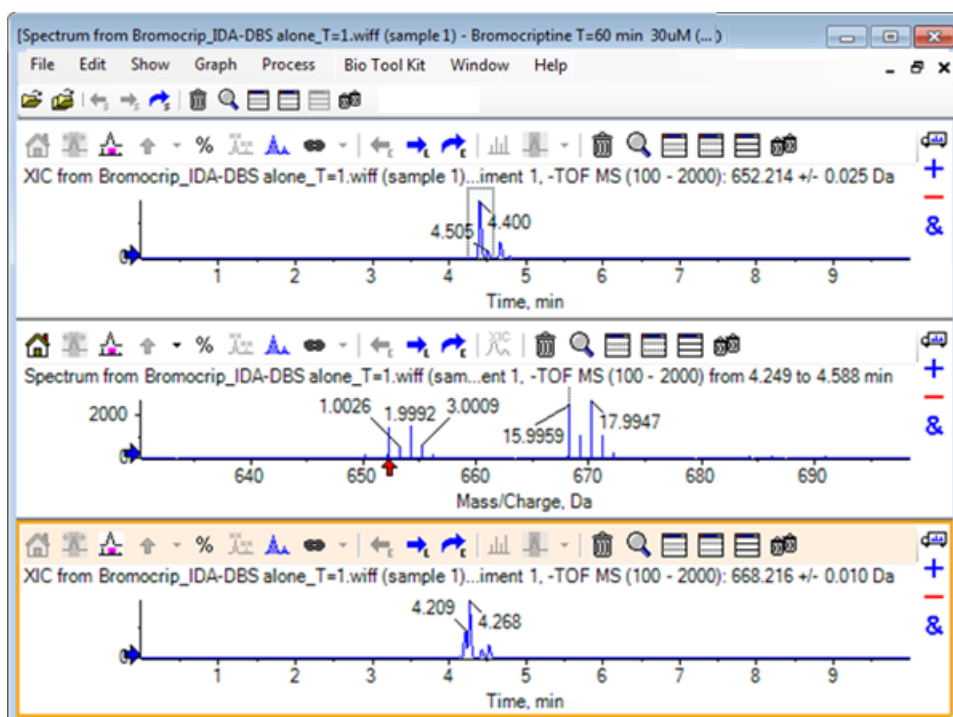 [Spectrum from Bromocrip_IDA-DBS alone_T=1.wiff (sample 1) - Bromocriptine T=60 min 30uM (...)
File Edit Show Graph Process Bio Tool Kit Window Help
%
XIC from Bromocrip_IDA-DBS alone_T=1.wiff (sample 1)...iment 1, -TOF MS (100 - 2000): 652.214 +/- 0.025 Da
&
4.400
4.505
0
1 2 3 4 5 6 7 8 9
Time, min
% XIC
Spectrum from Bromocrip_IDA-DBS alone_T=1.wiff (sam...ent 1, -TOF MS (100 - 2000) from 4.249 to 4.588 min
&
1.0026 1.9992 3.0009 15.9959 17.9947
2000
0
640 650 660 670 680 690
Mass/Charge, Da
%
XIC from Bromocrip_IDA-DBS alone_T=1.wiff (sample 1)...iment 1, -TOF MS (100 - 2000): 668.216 +/- 0.010 Da
&
4.209 4.268
0
1 2 3 4 5 6 7 8 9
Time, min